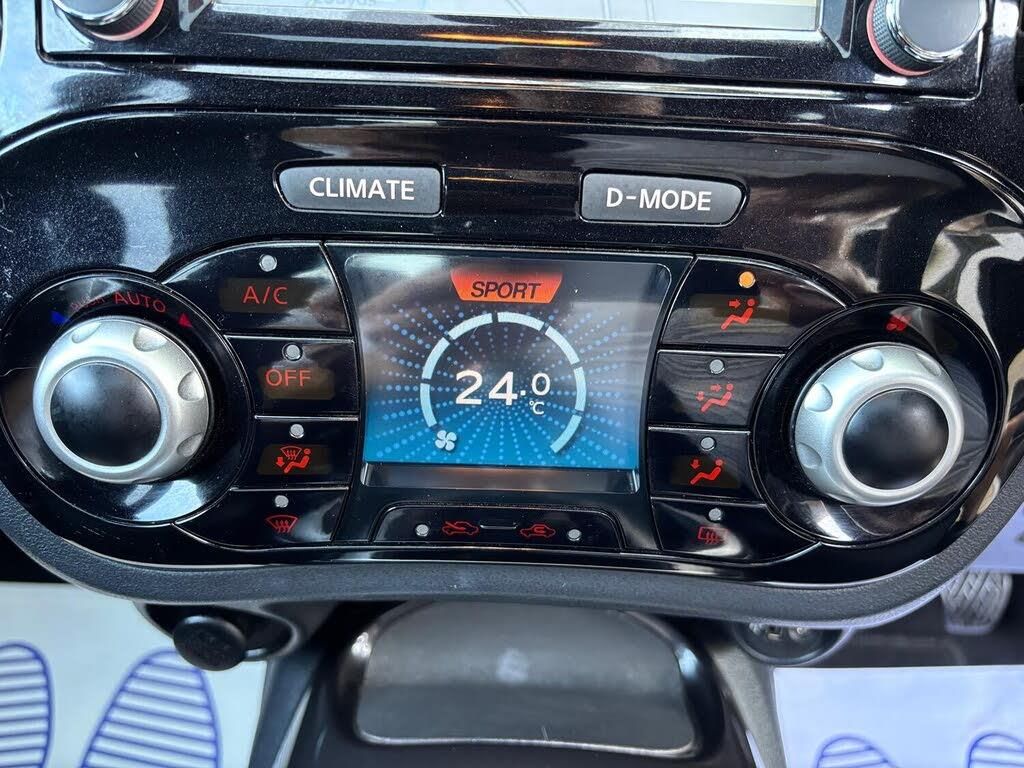 CLIMATE
D-MODE
AUTO
A/C
OFF
SPORT
24.0
°C